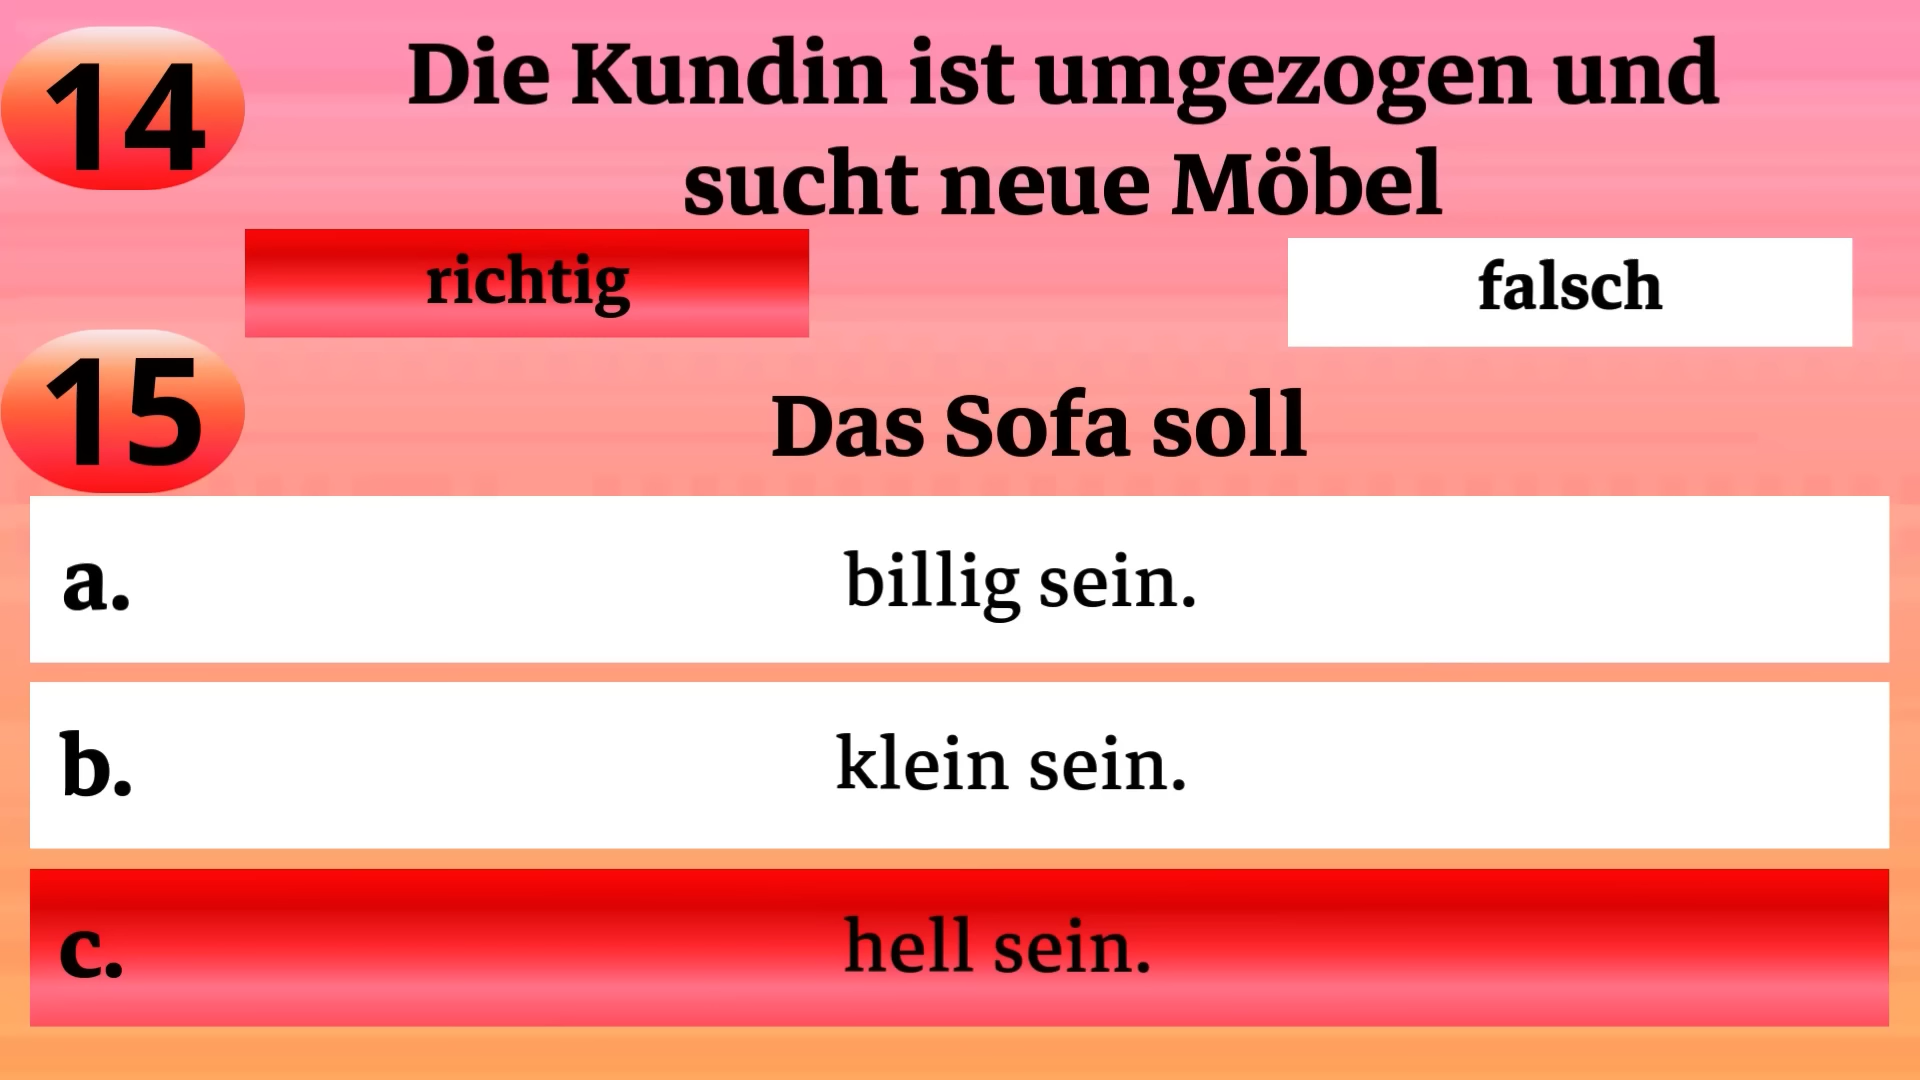 14
Die Kundin ist umgezogen und
sucht neue Möbel
richtig
falsch
15
Das Sofa soll
a. billig sein.
b. klein sein.
c. hell sein.